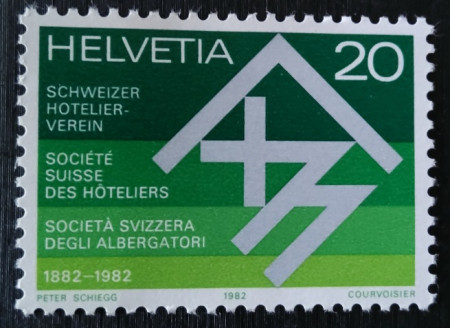 HELVETIA 20
SCHWEIZER
HOTELIER-
VEREIN
SOCIÉTÉ
SUISSE
DES HÔTELIERS
SOCIETÀ SVIZZERA
DEGLI ALBERGATORI
1882–1982
PETER SCHIEGG 1982 COURVOISIER